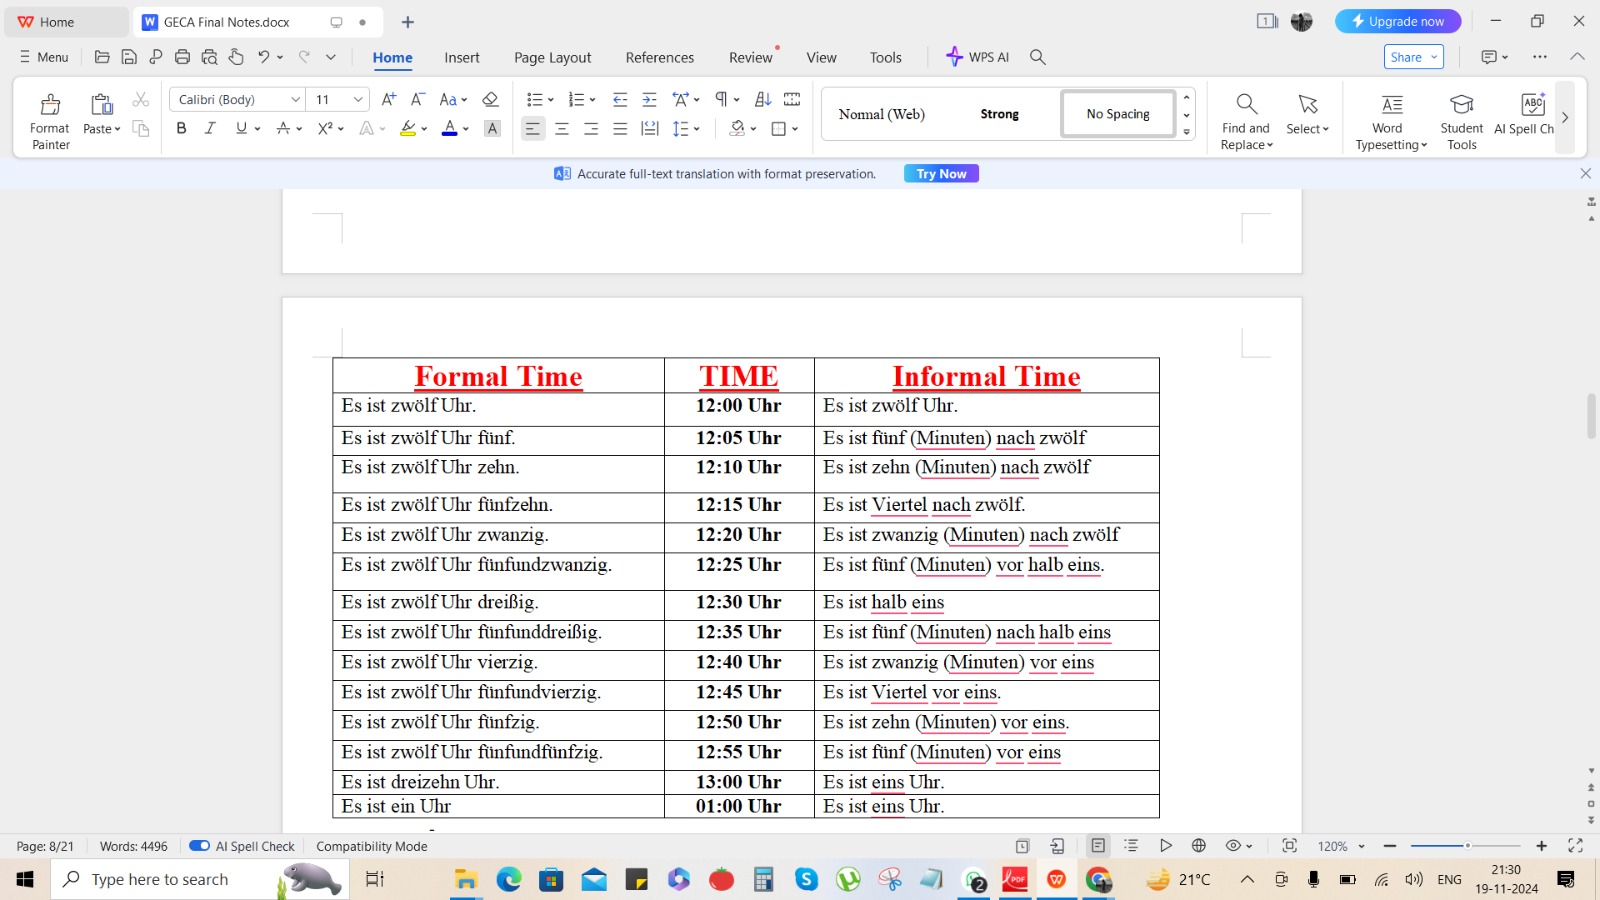 Home
GECA Final Notes.docx
1
Upgrade now
Menu
Home
Insert
Page Layout
References
Review
View
Tools
WPS AI
Share
Format Painter
Paste
Calibri (Body)
11
Normal (Web)
Strong
No Spacing
Find and Replace
Select
Word Typesetting
Student Tools
AI Spell Ch
Accurate full-text translation with format preservation.
Try Now
Formal Time TIME Informal Time
Es ist zwölf Uhr. 12:00 Uhr Es ist zwölf Uhr.
Es ist zwölf Uhr fünf. 12:05 Uhr Es ist fünf (Minuten) nach zwölf
Es ist zwölf Uhr zehn. 12:10 Uhr Es ist zehn (Minuten) nach zwölf
Es ist zwölf Uhr fünfzehn. 12:15 Uhr Es ist Viertel nach zwölf.
Es ist zwölf Uhr zwanzig. 12:20 Uhr Es ist zwanzig (Minuten) nach zwölf
Es ist zwölf Uhr fünfundzwanzig. 12:25 Uhr Es ist fünf (Minuten) vor halb eins.
Es ist zwölf Uhr dreißig. 12:30 Uhr Es ist halb eins
Es ist zwölf Uhr fünfunddreißig. 12:35 Uhr Es ist fünf (Minuten) nach halb eins
Es ist zwölf Uhr vierzig. 12:40 Uhr Es ist zwanzig (Minuten) vor eins
Es ist zwölf Uhr fünfundvierzig. 12:45 Uhr Es ist Viertel vor eins.
Es ist zwölf Uhr fünfzig. 12:50 Uhr Es ist zehn (Minuten) vor eins.
Es ist zwölf Uhr fünfundfünfzig. 12:55 Uhr Es ist fünf (Minuten) vor eins
Es ist dreizehn Uhr. 13:00 Uhr Es ist eins Uhr.
Es ist ein Uhr 01:00 Uhr Es ist eins Uhr.
Page: 8/21
Words: 4496
AI Spell Check
Compatibility Mode
120%
Type here to search
2
21°C
ENG
21:30
19-11-2024